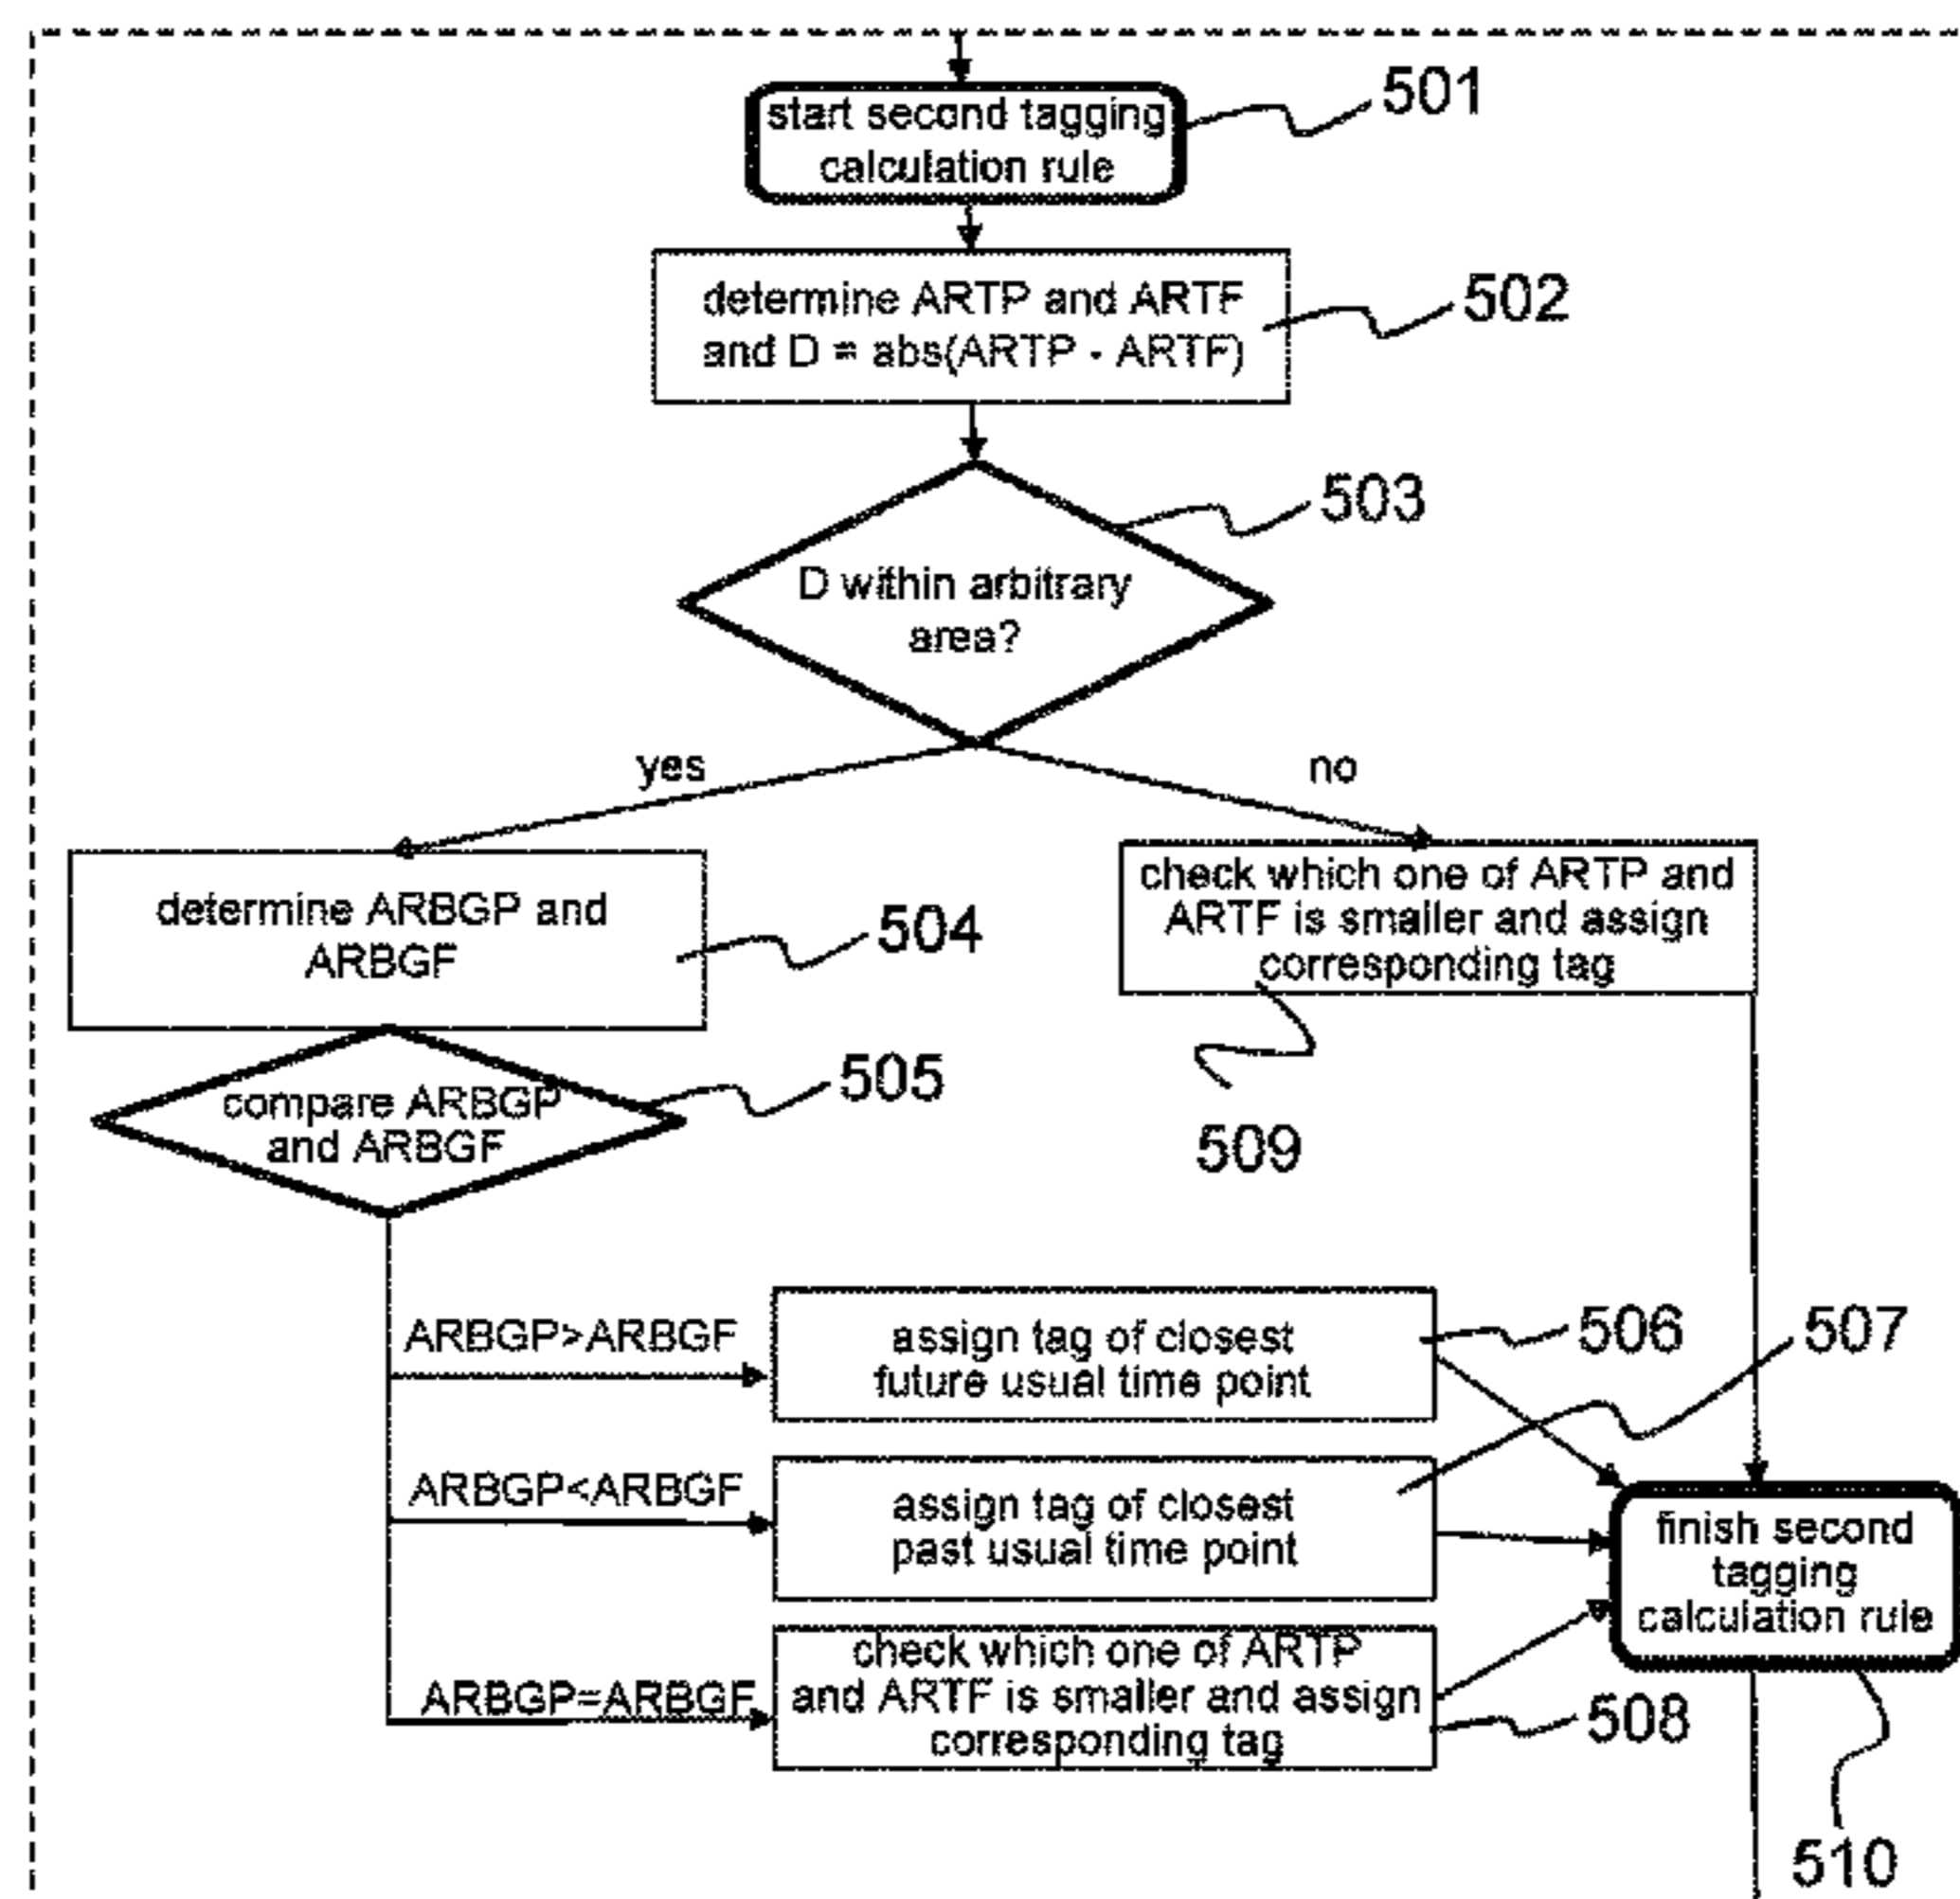 start second tagging
calculation rule
501
determine ARTP and ARTF
and D = abs(ARTP - ARTF)
502
503
D within arbitrary
area?
yes
no
determine ARBGP and
ARBGF
504
check which one of ARTP and
ARTF is smaller and assign
corresponding tag
509
compare ARBGP
and ARBGF
505
ARBGP>ARBGF
assign tag of closest
future usual time point
506
507
ARBGP<ARBGF
assign tag of closest
past usual time point
finish second
tagging
calculation rule
ARBGP=ARBGF
check which one of ARTP
and ARTF is smaller and assign
corresponding tag
508
510